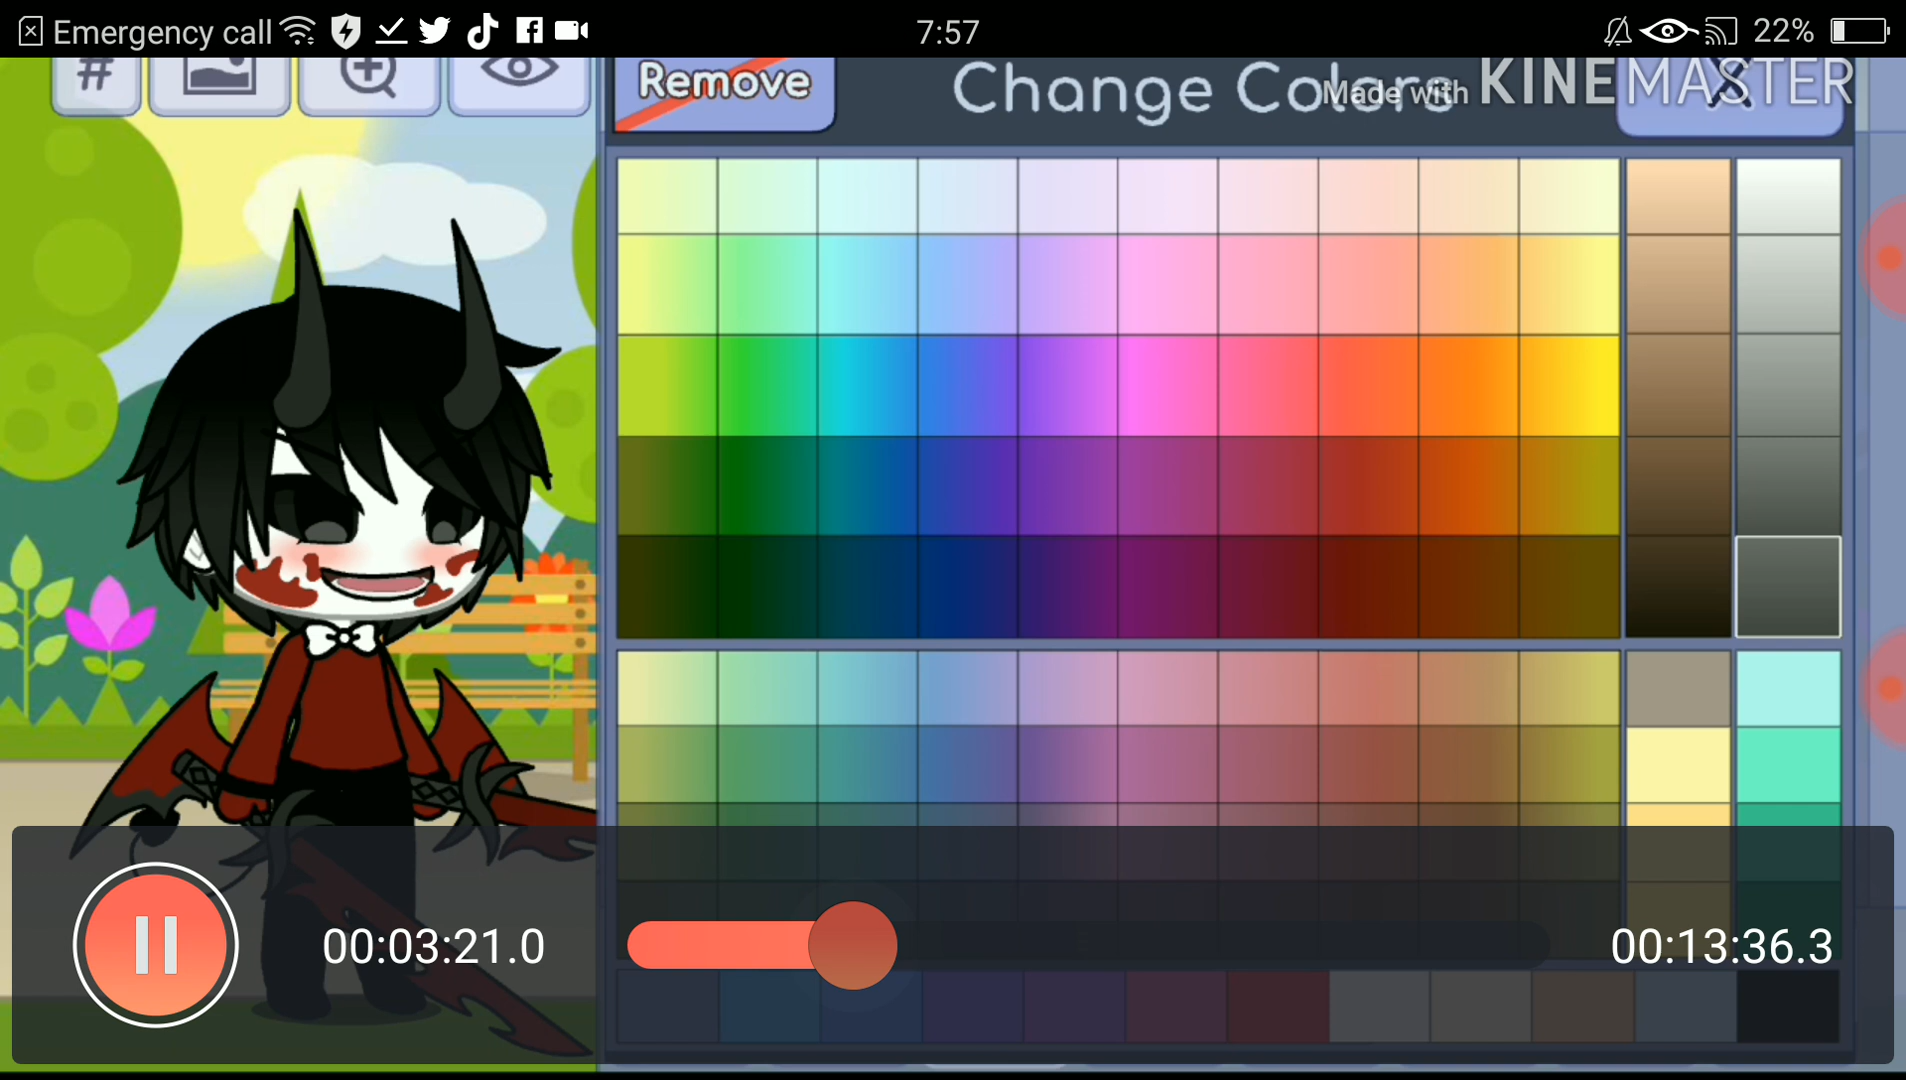 Emergency call 7:57 22%
# Remove Change Colors X
Made with KINEMASTER
00:03:21.0 00:13:36.3